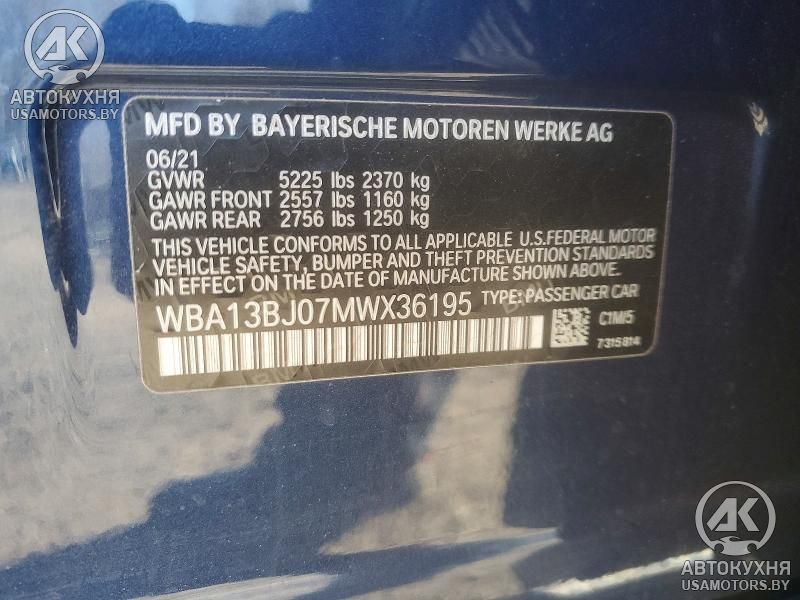 АК
АВТОКУХНЯ
USAMOTORS.BY
MFD BY BAYERISCHE MOTOREN WERKE AG
06/21
GVWR 5225 lbs 2370 kg
GAWR FRONT 2557 lbs 1160 kg
GAWR REAR 2756 lbs 1250 kg
THIS VEHICLE CONFORMS TO ALL APPLICABLE U.S.FEDERAL MOTOR
VEHICLE SAFETY, BUMPER AND THEFT PREVENTION STANDARDS
IN EFFECT ON THE DATE OF MANUFACTURE SHOWN ABOVE.
WBA13BJ07MWX36195 TYPE: PASSENGER CAR
C1MI5
7315814
АК
АВТОКУХНЯ
USAMOTORS.BY